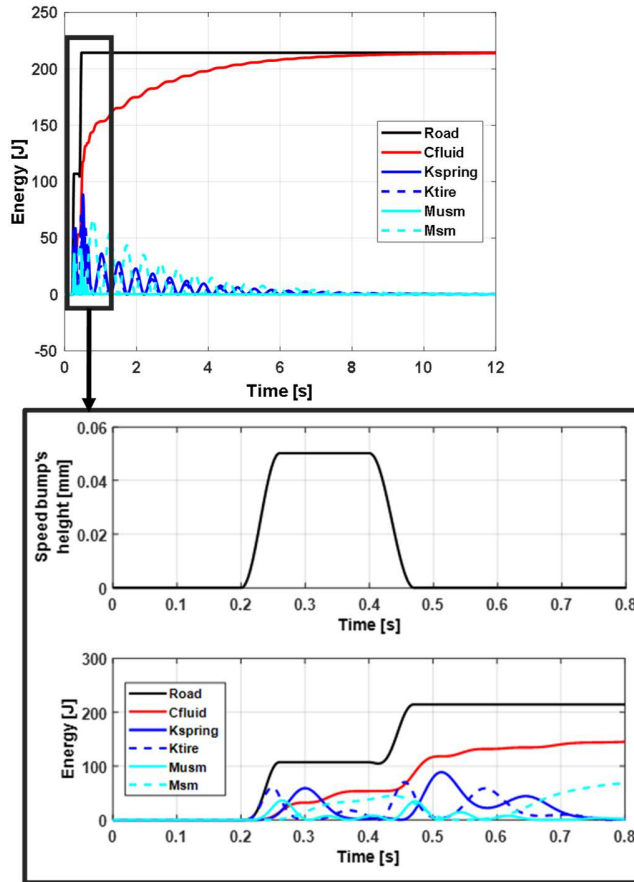 250
200
150
100
50
0
-50
Energy [J]
Road
Cfluid
Kspring
Ktire
Musm
Msm
0 2 4 6 8 10 12
Time [s]
0.06
0.04
0.02
0
Speed bump's
height [mm]
0 0.1 0.2 0.3 0.4 0.5 0.6 0.7 0.8
Time [s]
300
200
100
0
Energy [J]
Road
Cfluid
Kspring
Ktire
Musm
Msm
0 0.1 0.2 0.3 0.4 0.5 0.6 0.7 0.8
Time [s]